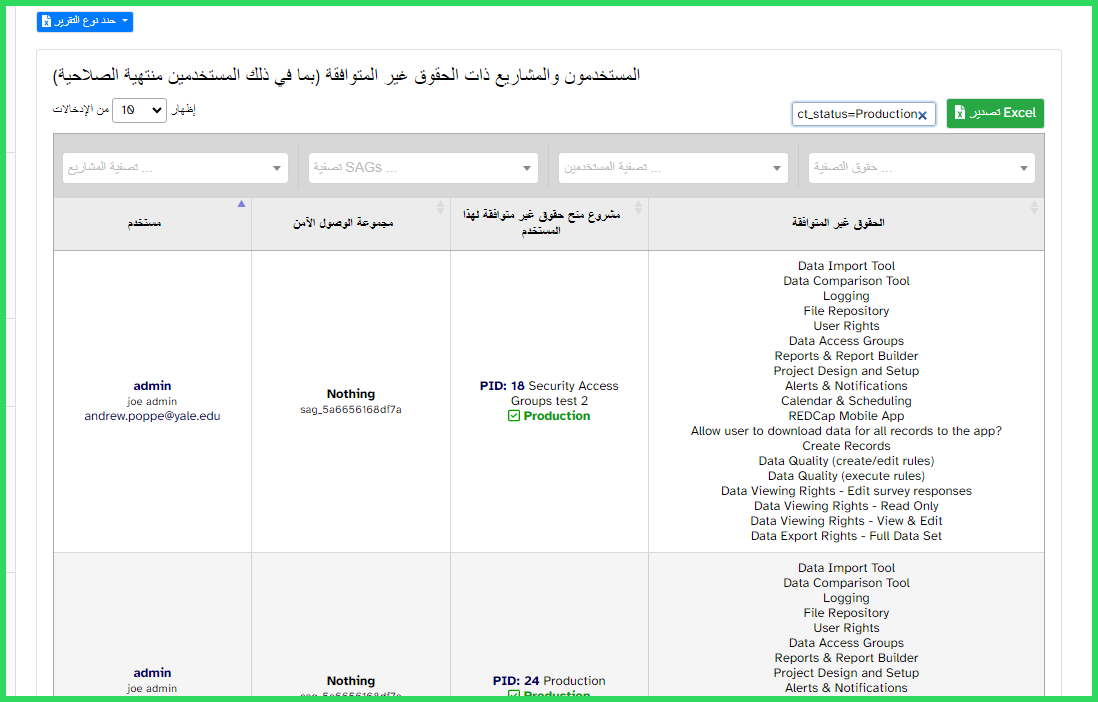 حدد نوع التقرير
المستخدمون والمشاريع ذات الحقوق غير المتوافقة (بما في ذلك المستخدمين منتهية الصلاحية)
إظهار 10 من الإدخالات
ct_status=Production
تصدير Excel
تصفية المشاريع ...
تصفية SAGs ...
تصفية المستخدمين ...
حقوق التصفية ...
مستخدم
مجموعة الوصول الآمن
مشروع منح حقوق غير متوافقة لهذا
المستخدم
الحقوق غير المتوافقة
admin
joe admin
andrew.poppe@yale.edu
Nothing
sag_5a6656168df7a
PID: 18 Security Access
Groups test 2
Production
Data Import Tool
Data Comparison Tool
Logging
File Repository
User Rights
Data Access Groups
Reports & Report Builder
Project Design and Setup
Alerts & Notifications
Calendar & Scheduling
REDCap Mobile App
Allow user to download data for all records to the app?
Create Records
Data Quality (create/edit rules)
Data Quality (execute rules)
Data Viewing Rights - Edit survey responses
Data Viewing Rights - Read Only
Data Viewing Rights - View & Edit
Data Export Rights - Full Data Set
admin
joe admin
Nothing
sag_5a6656168df7a
PID: 24 Production
Production
Data Import Tool
Data Comparison Tool
Logging
File Repository
User Rights
Data Access Groups
Reports & Report Builder
Project Design and Setup
Alerts & Notifications